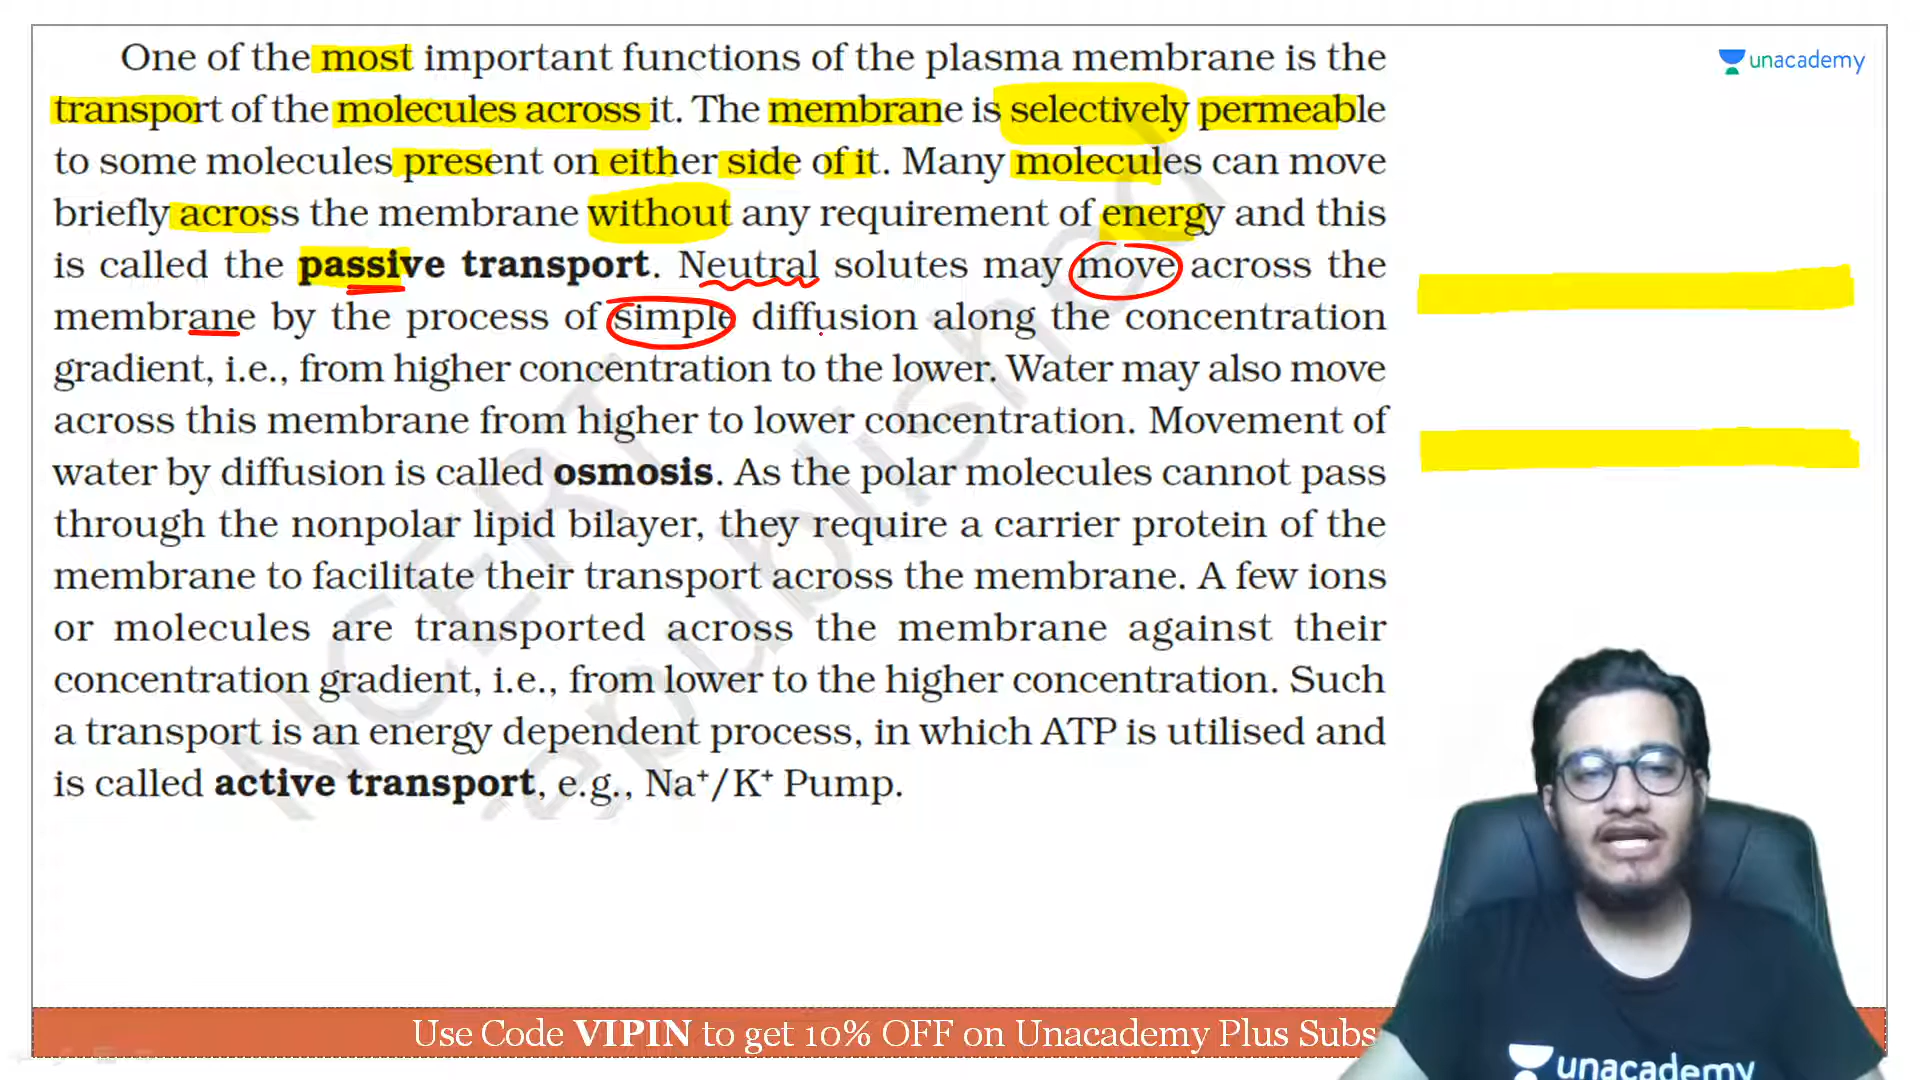 One of the most important functions of the plasma membrane is the
transport of the molecules across it. The membrane is selectively permeable
to some molecules present on either side of it. Many molecules can move
briefly across the membrane without any requirement of energy and this
is called the passive transport. Neutral solutes may move across the
membrane by the process of simple diffusion along the concentration
gradient, i.e., from higher concentration to the lower. Water may also move
across this membrane from higher to lower concentration. Movement of
water by diffusion is called osmosis. As the polar molecules cannot pass
through the nonpolar lipid bilayer, they require a carrier protein of the
membrane to facilitate their transport across the membrane. A few ions
or molecules are transported across the membrane against their
concentration gradient, i.e., from lower to the higher concentration. Such
a transport is an energy dependent process, in which ATP is utilised and
is called active transport, e.g., Na⁺/K⁺ Pump.
unacademy
NCERT
republished
Use Code VIPIN to get 10% OFF on Unacademy Plus Subs
unacademy